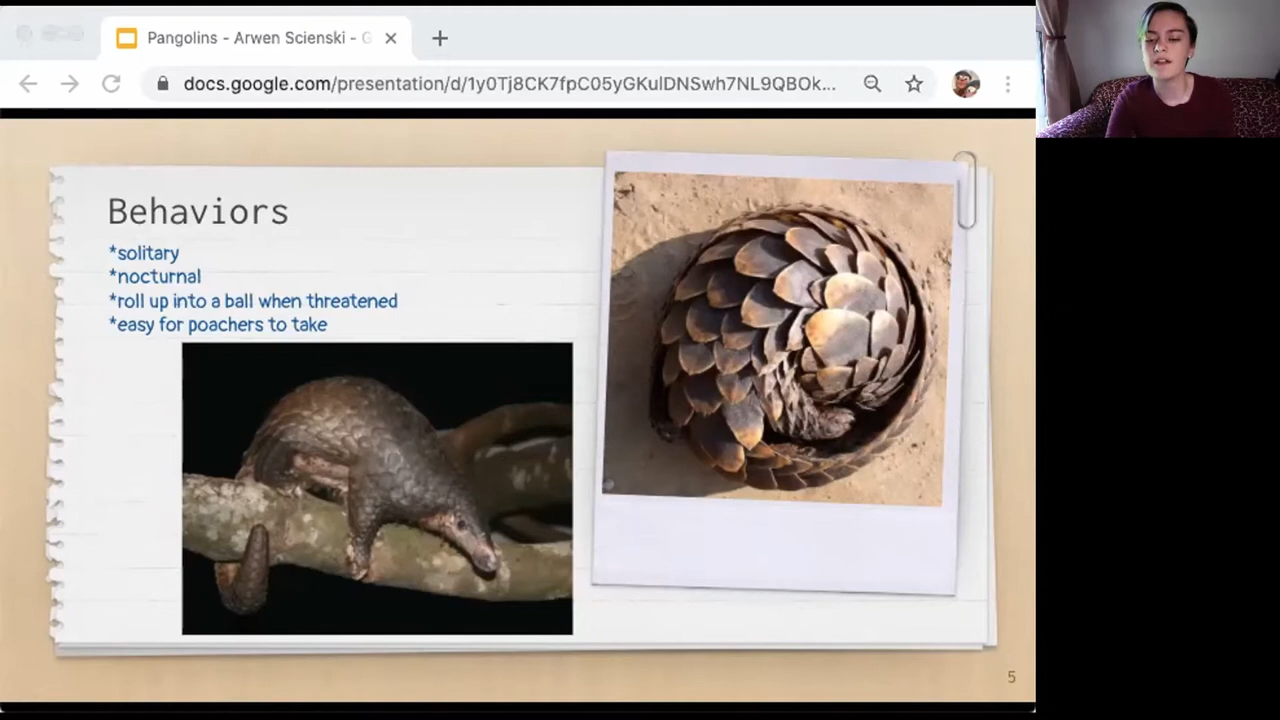 Pangolins - Arwen Scienski - G
docs.google.com/presentation/d/1y0Tj8CK7fpC05yGKulDNSwh7NL9QBOk...
Behaviors
*solitary
*nocturnal
*roll up into a ball when threatened
*easy for poachers to take
5